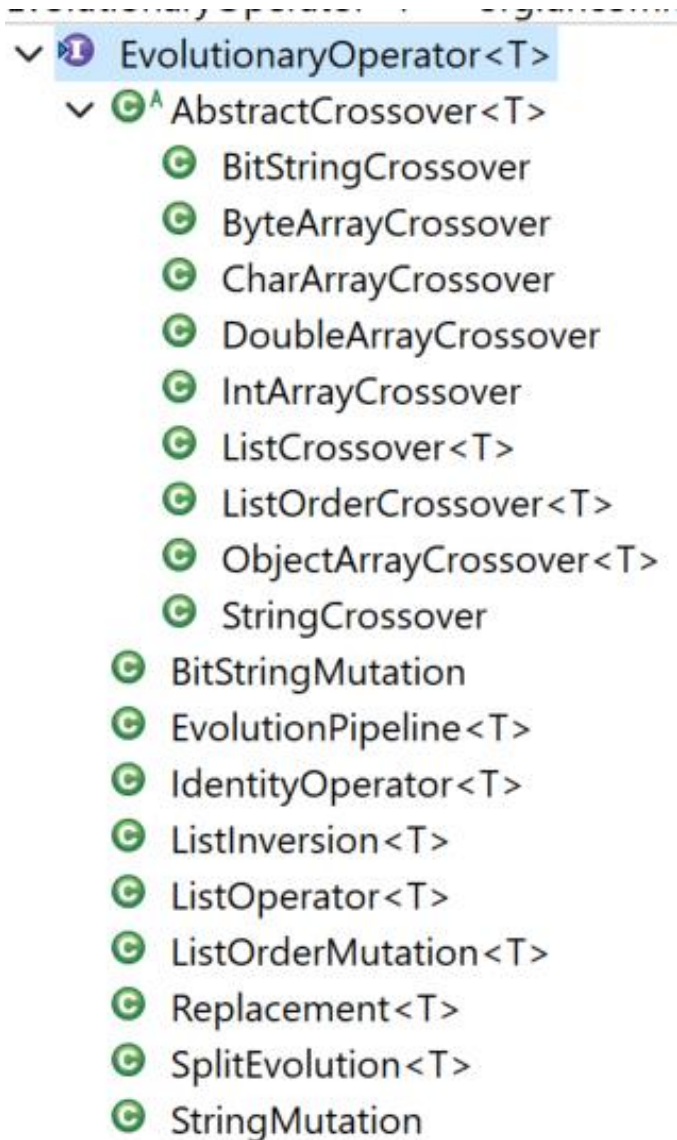 EvolutionaryOperator<T>
AbstractCrossover<T>
BitStringCrossover
ByteArrayCrossover
CharArrayCrossover
DoubleArrayCrossover
IntArrayCrossover
ListCrossover<T>
ListOrderCrossover<T>
ObjectArrayCrossover<T>
StringCrossover
BitStringMutation
EvolutionPipeline<T>
IdentityOperator<T>
ListInversion<T>
ListOperator<T>
ListOrderMutation<T>
Replacement<T>
SplitEvolution<T>
StringMutation